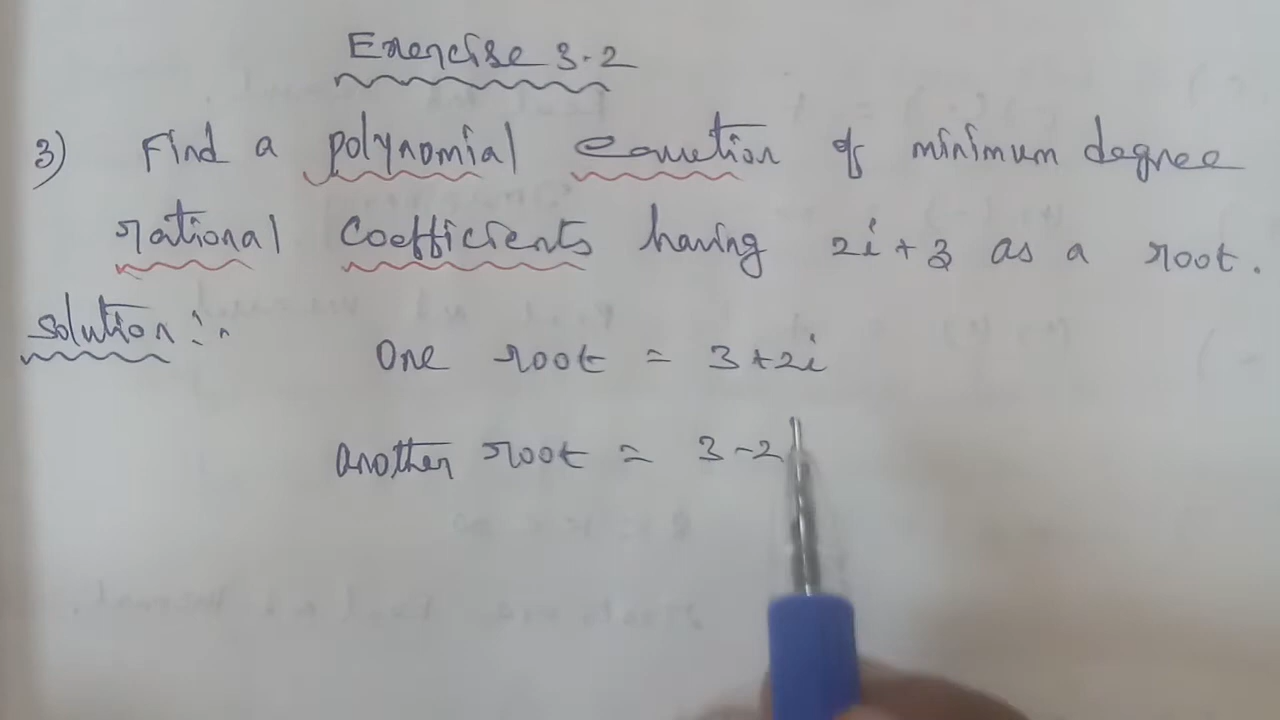 Exercise 3.2
3) Find a polynomial equation of minimum degree
rational coefficients having 2i+3 as a root.
Solution:-
One root = 3+2i
another root = 3-2